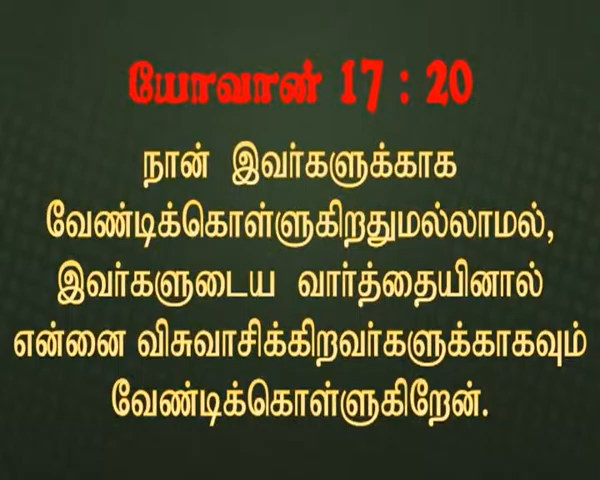 யோவான் 17 : 20
நான் இவர்களுக்காக
வேண்டிக்கொள்ளுகிறதுமல்லாமல்,
இவர்களுடைய வார்த்தையினால்
என்னை விசுவாசிக்கிறவர்களுக்காகவும்
வேண்டிக்கொள்ளுகிறேன்.